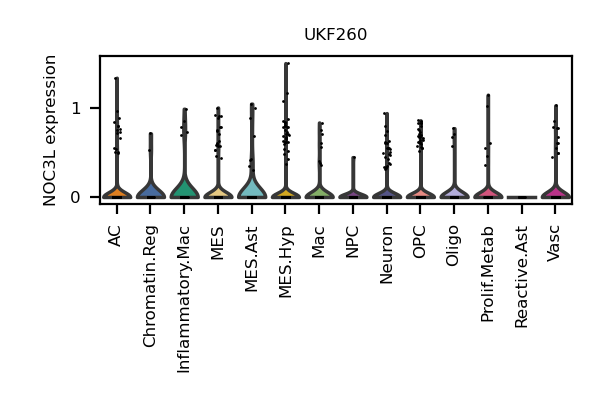 UKF260
NOC3L expression
1
0
AC
Chromatin.Reg
Inflammatory.Mac
MES
MES.Ast
MES.Hyp
Mac
NPC
Neuron
OPC
Oligo
Prolif.Metab
Reactive.Ast
Vasc